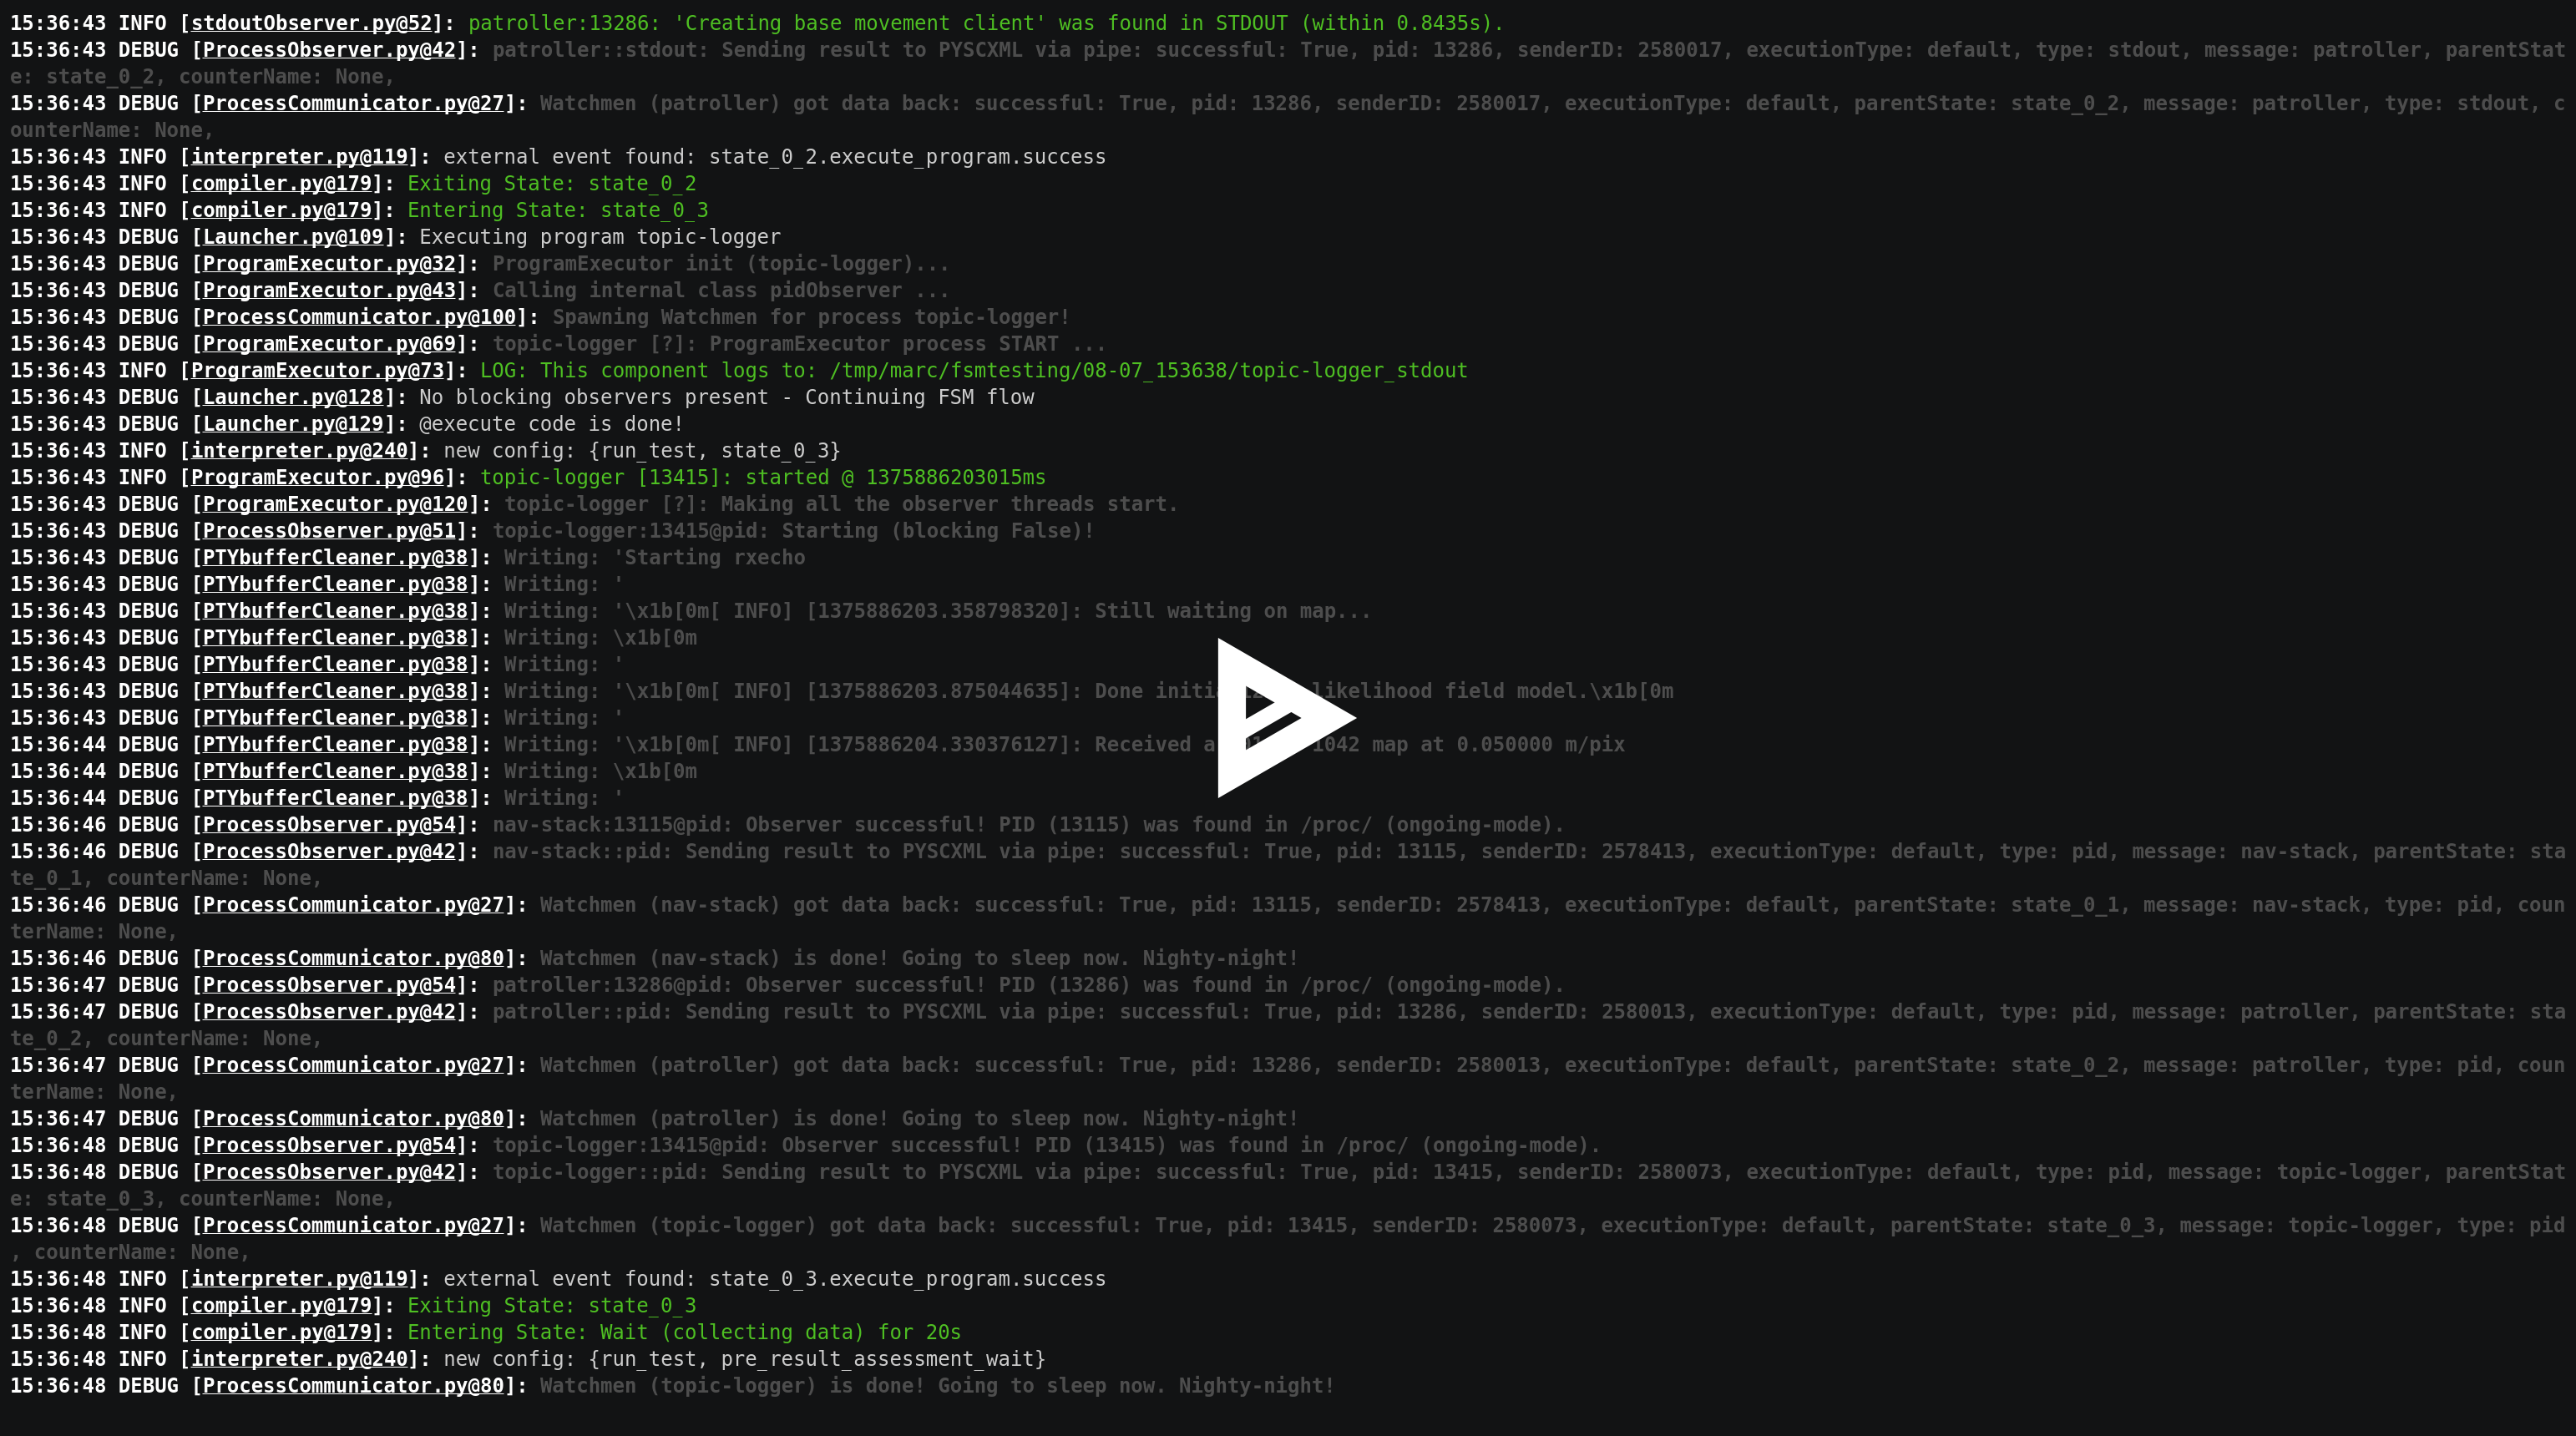 15:36:43 INFO [stdoutObserver.py@52]: patroller:13286: 'Creating base movement client' was found in STDOUT (within 0.8435s).
15:36:43 DEBUG [ProcessObserver.py@42]: patroller::stdout: Sending result to PYSCXML via pipe: successful: True, pid: 13286, senderID: 2580017, executionType: default, type: stdout, message: patroller, parentStat
e: state_0_2, counterName: None,
15:36:43 DEBUG [ProcessCommunicator.py@27]: Watchmen (patroller) got data back: successful: True, pid: 13286, senderID: 2580017, executionType: default, parentState: state_0_2, message: patroller, type: stdout, c
ounterName: None,
15:36:43 INFO [interpreter.py@119]: external event found: state_0_2.execute_program.success
15:36:43 INFO [compiler.py@179]: Exiting State: state_0_2
15:36:43 INFO [compiler.py@179]: Entering State: state_0_3
15:36:43 DEBUG [Launcher.py@109]: Executing program topic-logger
15:36:43 DEBUG [ProgramExecutor.py@32]: ProgramExecutor init (topic-logger)...
15:36:43 DEBUG [ProgramExecutor.py@43]: Calling internal class pidObserver ...
15:36:43 DEBUG [ProcessCommunicator.py@100]: Spawning Watchmen for process topic-logger!
15:36:43 DEBUG [ProgramExecutor.py@69]: topic-logger [?]: ProgramExecutor process START ...
15:36:43 INFO [ProgramExecutor.py@73]: LOG: This component logs to: /tmp/marc/fsmtesting/08-07_153638/topic-logger_stdout
15:36:43 DEBUG [Launcher.py@128]: No blocking observers present - Continuing FSM flow
15:36:43 DEBUG [Launcher.py@129]: @execute code is done!
15:36:43 INFO [interpreter.py@240]: new config: {run_test, state_0_3}
15:36:43 INFO [ProgramExecutor.py@96]: topic-logger [13415]: started @ 1375886203015ms
15:36:43 DEBUG [ProgramExecutor.py@120]: topic-logger [?]: Making all the observer threads start.
15:36:43 DEBUG [ProcessObserver.py@51]: topic-logger:13415@pid: Starting (blocking False)!
15:36:43 DEBUG [PTYbufferCleaner.py@38]: Writing: 'Starting rxecho
15:36:43 DEBUG [PTYbufferCleaner.py@38]: Writing: '
15:36:43 DEBUG [PTYbufferCleaner.py@38]: Writing: '\x1b[0m[ INFO] [1375886203.358798320]: Still waiting on map...
15:36:43 DEBUG [PTYbufferCleaner.py@38]: Writing: \x1b[0m
15:36:43 DEBUG [PTYbufferCleaner.py@38]: Writing: '
15:36:43 DEBUG [PTYbufferCleaner.py@38]: Writing: '\x1b[0m[ INFO] [1375886203.875044635]: Done likelihood field model.\x1b[0m
15:36:43 DEBUG [PTYbufferCleaner.py@38]: Writing: '
15:36:44 DEBUG [PTYbufferCleaner.py@38]: Writing: '\x1b[0m[ INFO] [1375886204.330376127]: Received a 1042 map at 0.050000 m/pix
15:36:44 DEBUG [PTYbufferCleaner.py@38]: Writing: \x1b[0m
15:36:44 DEBUG [PTYbufferCleaner.py@38]: Writing: '
15:36:46 DEBUG [ProcessObserver.py@54]: nav-stack:13115@pid: Observer successful! PID (13115) was found in /proc/ (ongoing-mode).
15:36:46 DEBUG [ProcessObserver.py@42]: nav-stack::pid: Sending result to PYSCXML via pipe: successful: True, pid: 13115, senderID: 2578413, executionType: default, type: pid, message: nav-stack, parentState: sta
te_0_1, counterName: None,
15:36:46 DEBUG [ProcessCommunicator.py@27]: Watchmen (nav-stack) got data back: successful: True, pid: 13115, senderID: 2578413, executionType: default, parentState: state_0_1, message: nav-stack, type: pid, coun
terName: None,
15:36:46 DEBUG [ProcessCommunicator.py@80]: Watchmen (nav-stack) is done! Going to sleep now. Nighty-night!
15:36:47 DEBUG [ProcessObserver.py@54]: patroller:13286@pid: Observer successful! PID (13286) was found in /proc/ (ongoing-mode).
15:36:47 DEBUG [ProcessObserver.py@42]: patroller::pid: Sending result to PYSCXML via pipe: successful: True, pid: 13286, senderID: 2580013, executionType: default, type: pid, message: patroller, parentState: sta
te_0_2, counterName: None,
15:36:47 DEBUG [ProcessCommunicator.py@27]: Watchmen (patroller) got data back: successful: True, pid: 13286, senderID: 2580013, executionType: default, parentState: state_0_2, message: patroller, type: pid, coun
terName: None,
15:36:47 DEBUG [ProcessCommunicator.py@80]: Watchmen (patroller) is done! Going to sleep now. Nighty-night!
15:36:48 DEBUG [ProcessObserver.py@54]: topic-logger:13415@pid: Observer successful! PID (13415) was found in /proc/ (ongoing-mode).
15:36:48 DEBUG [ProcessObserver.py@42]: topic-logger::pid: Sending result to PYSCXML via pipe: successful: True, pid: 13415, senderID: 2580073, executionType: default, type: pid, message: topic-logger, parentStat
e: state_0_3, counterName: None,
15:36:48 DEBUG [ProcessCommunicator.py@27]: Watchmen (topic-logger) got data back: successful: True, pid: 13415, senderID: 2580073, executionType: default, parentState: state_0_3, message: topic-logger, type: pid
, counterName: None,
15:36:48 INFO [interpreter.py@119]: external event found: state_0_3.execute_program.success
15:36:48 INFO [compiler.py@179]: Exiting State: state_0_3
15:36:48 INFO [compiler.py@179]: Entering State: Wait (collecting data) for 20s
15:36:48 INFO [interpreter.py@240]: new config: {run_test, pre_result_assessment_wait}
15:36:48 DEBUG [ProcessCommunicator.py@80]: Watchmen (topic-logger) is done! Going to sleep now. Nighty-night!